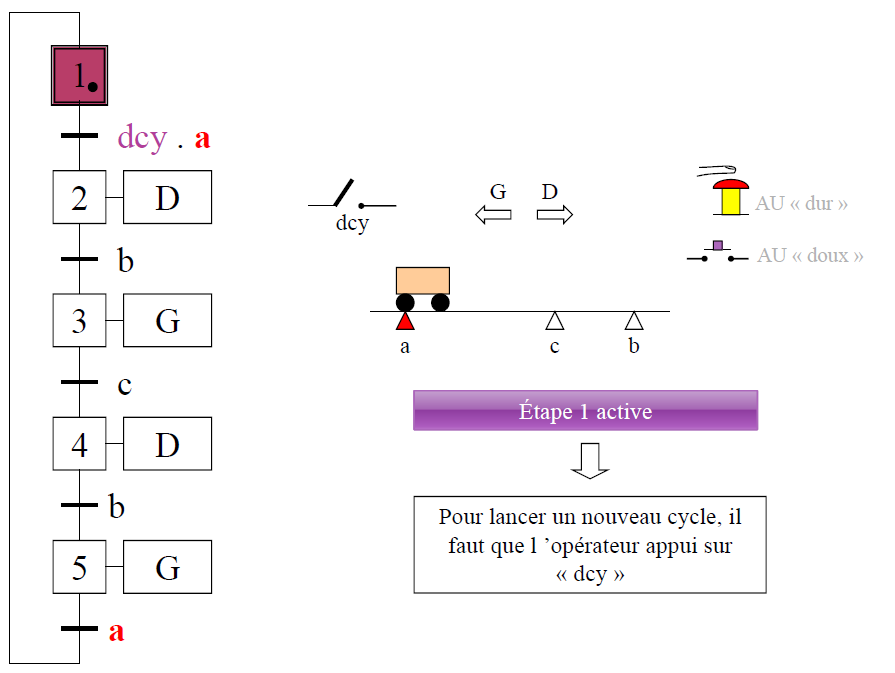 1
dcy . a
2 D
b
3 G
c
4 D
b
5 G
a
dcy
G D
AU « dur »
AU « doux »
a c b
Étape 1 active
Pour lancer un nouveau cycle, il
faut que l ’opérateur appui sur
« dcy »